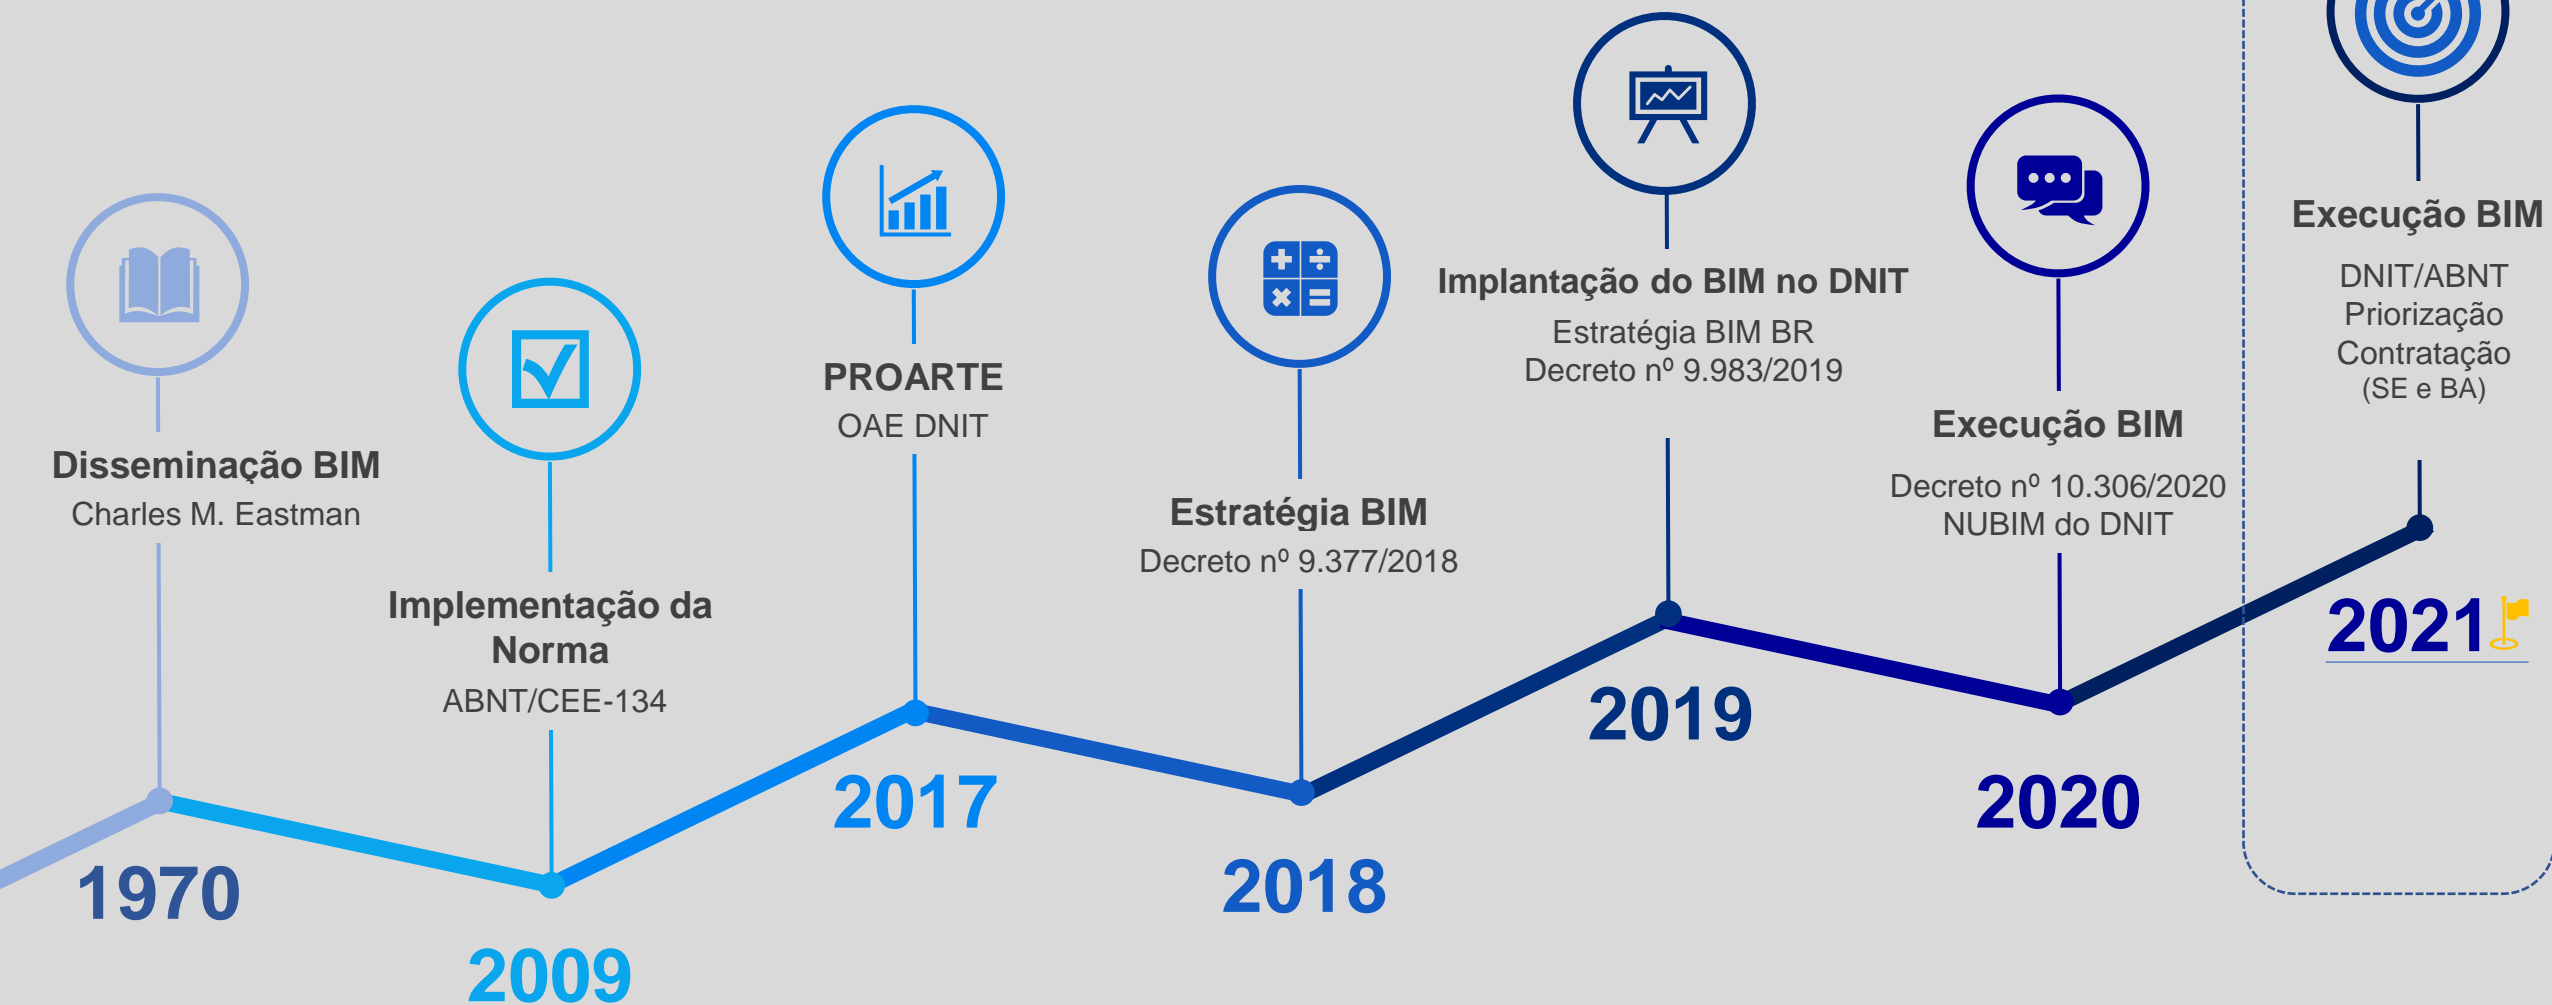 Disseminação BIM
Charles M. Eastman
1970
Implementação da
Norma
ABNT/CEE-134
2009
PROARTE
OAE DNIT
2017
Estratégia BIM
Decreto nº 9.377/2018
2018
Implantação do BIM no DNIT
Estratégia BIM BR
Decreto nº 9.983/2019
2019
Execução BIM
Decreto nº 10.306/2020
NUBIM do DNIT
2020
Execução BIM
DNIT/ABNT
Priorização
Contratação
(SE e BA)
2021